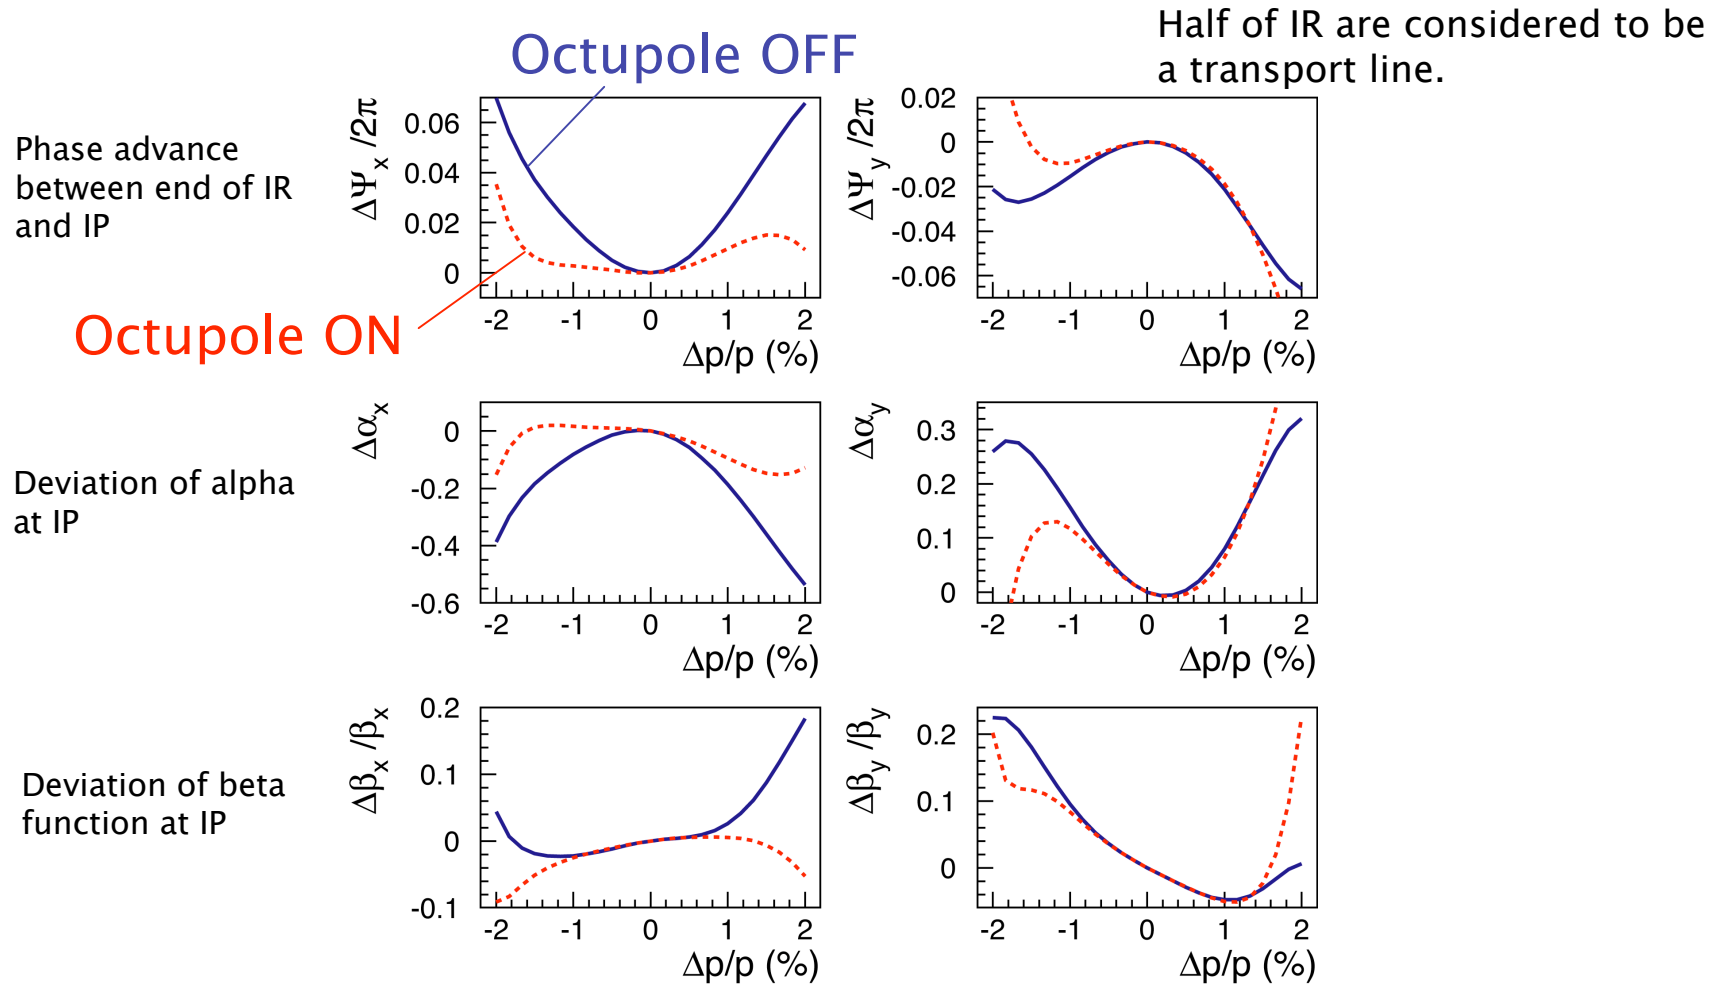 Octupole OFF
Half of IR are considered to be
a transport line.
Phase advance
between end of IR
and IP
ΔΨx /2π
0.06
0.04
0.02
0
-2 -1 0 1 2
Δp/p (%)
ΔΨy /2π
0.02
0
-0.02
-0.04
-0.06
-2 -1 0 1 2
Δp/p (%)
Octupole ON
Deviation of alpha
at IP
Δαx
0
-0.2
-0.4
-0.6
-2 -1 0 1 2
Δp/p (%)
Δαy
0.3
0.2
0.1
0
-2 -1 0 1 2
Δp/p (%)
Deviation of beta
function at IP
Δβx /βx
0.2
0.1
0
-0.1
-2 -1 0 1 2
Δp/p (%)
Δβy /βy
0.2
0.1
0
-2 -1 0 1 2
Δp/p (%)